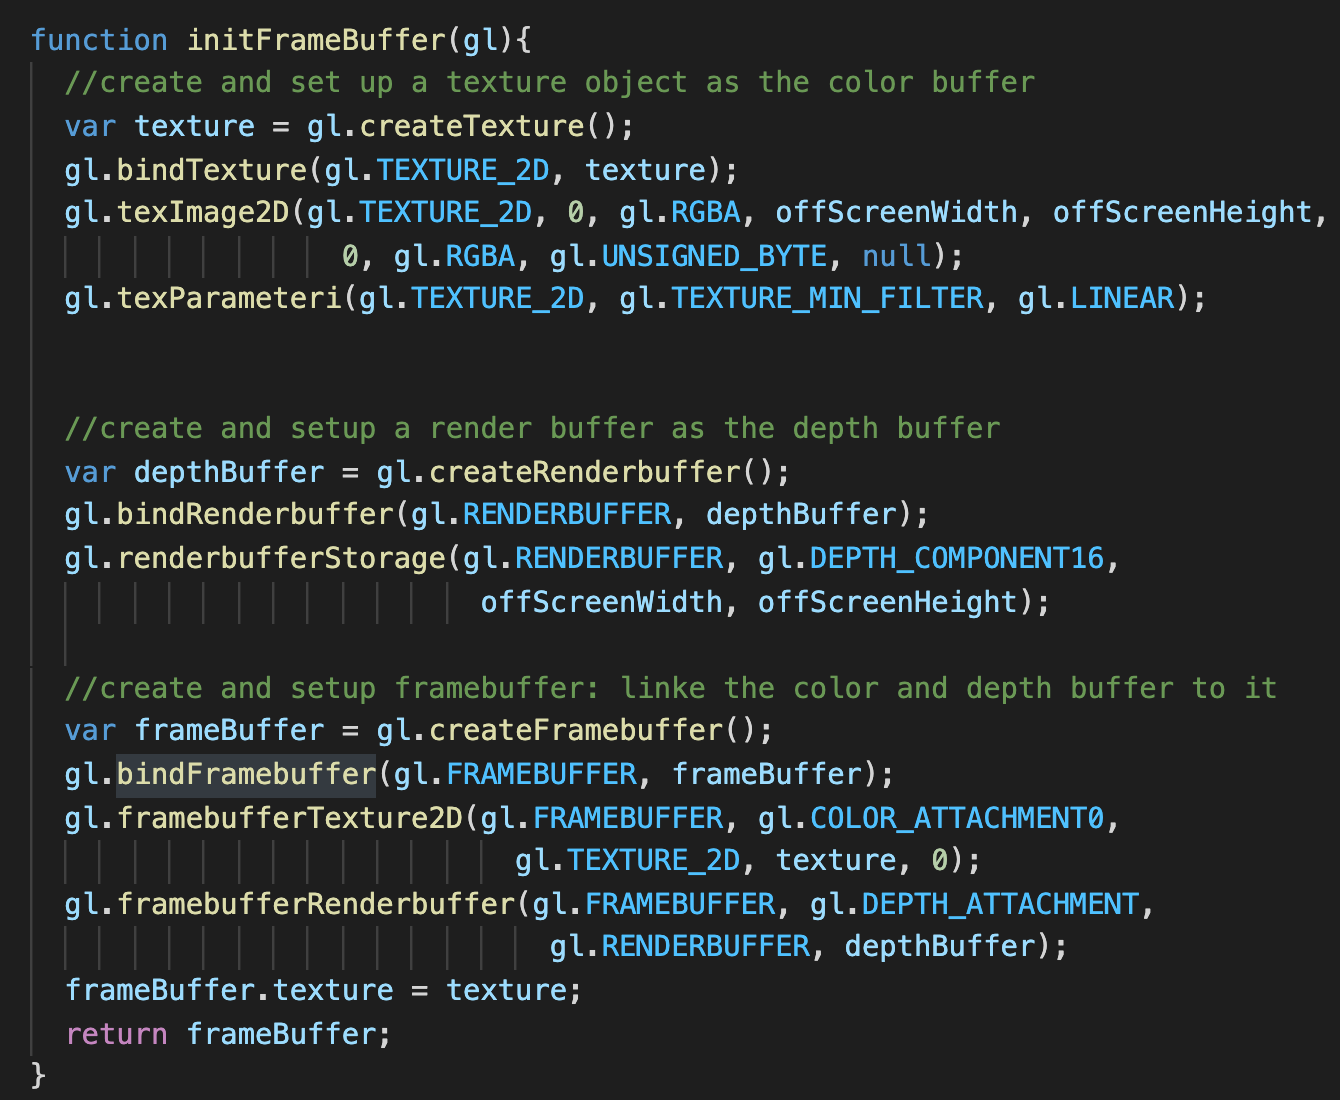 function initFrameBuffer(gl){
//create and set up a texture object as the color buffer
var texture = gl.createTexture();
gl.bindTexture(gl.TEXTURE_2D, texture);
gl.texImage2D(gl.TEXTURE_2D, 0, gl.RGBA, offScreenWidth, offScreenHeight,
0, gl.RGBA, gl.UNSIGNED_BYTE, null);
gl.texParameteri(gl.TEXTURE_2D, gl.TEXTURE_MIN_FILTER, gl.LINEAR);
//create and setup a render buffer as the depth buffer
var depthBuffer = gl.createRenderbuffer();
gl.bindRenderbuffer(gl.RENDERBUFFER, depthBuffer);
gl.renderbufferStorage(gl.RENDERBUFFER, gl.DEPTH_COMPONENT16,
offScreenWidth, offScreenHeight);
//create and setup framebuffer: linke the color and depth buffer to it
var frameBuffer = gl.createFramebuffer();
gl.bindFramebuffer(gl.FRAMEBUFFER, frameBuffer);
gl.framebufferTexture2D(gl.FRAMEBUFFER, gl.COLOR_ATTACHMENT0,
gl.TEXTURE_2D, texture, 0);
gl.framebufferRenderbuffer(gl.FRAMEBUFFER, gl.DEPTH_ATTACHMENT,
gl.RENDERBUFFER, depthBuffer);
frameBuffer.texture = texture;
return frameBuffer;
}